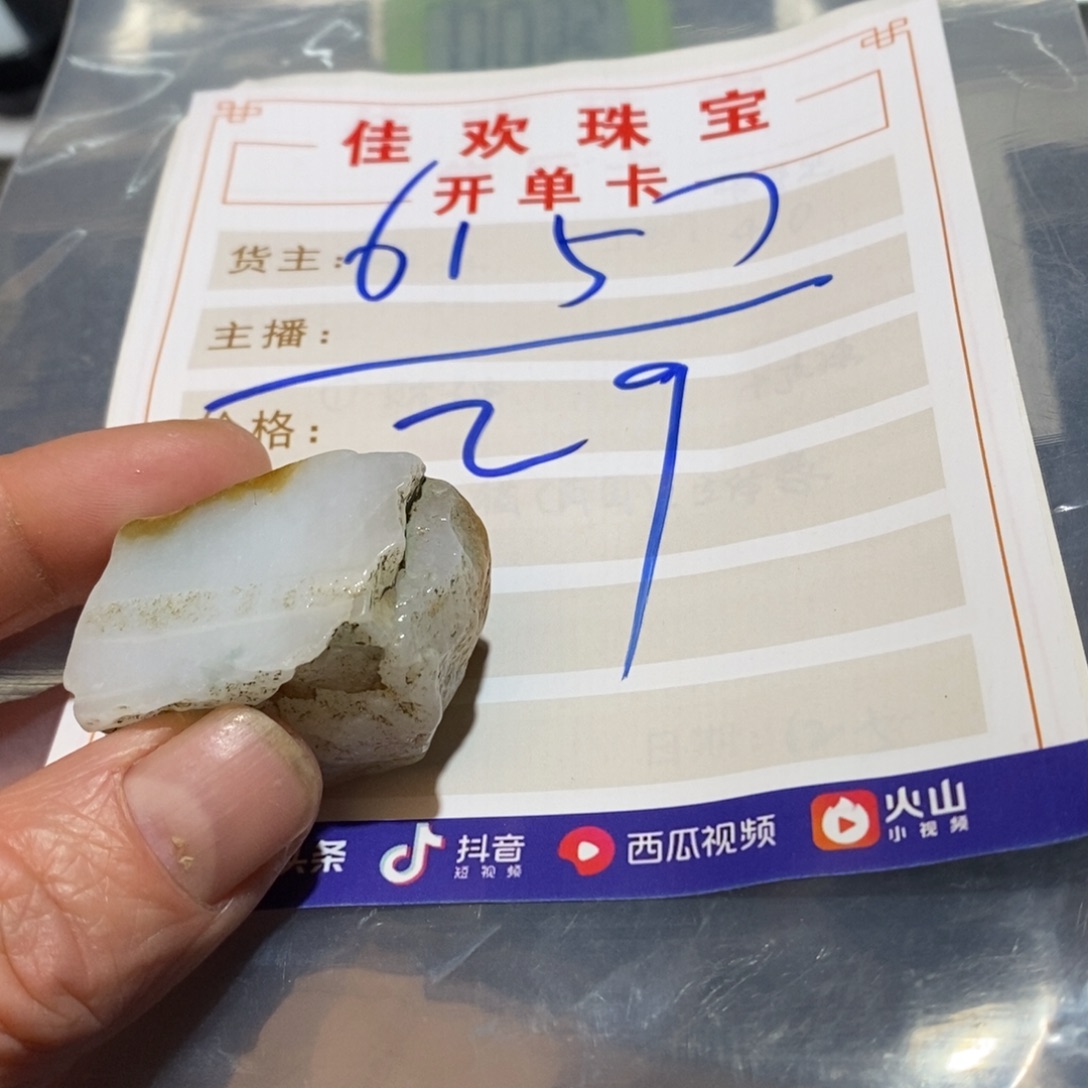 佳欢珠宝
开单卡
货主: 6157
主播:
价格: 29
头条 抖音 短视频 西瓜视频 火山 小视频